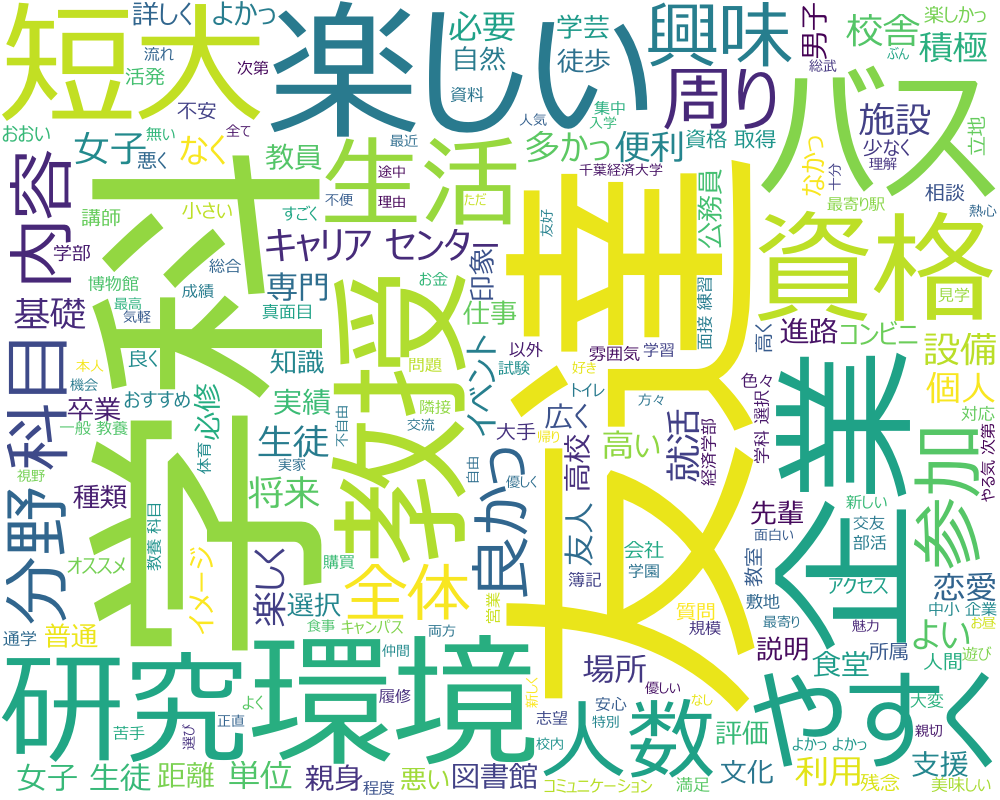 短大
楽しい
興味
男子
総武
校舎
積極
楽しかっ
ぶん
詳しく
よかっ
流れ
活発
次第
不安
資料
必要
自然
学芸
徒歩
集中
入学
人気
周り
バス
おおい
無い
全て
女子
なく
悪く
教員
最近
途中
理由
生活
多かっ
便利
資格 取得
千葉経済大学
施設
少なく
理解
立地
なかっ
十分
相談
最寄り駅
熱心
内容
講師
小さい
すごく
不便
ただ
友好
公務員
学部
キャリア センター
印象
資格
見学
博物館
総合
お金
成績
専門
真面目
最高
気軽
仕事
面接 練習
基礎
学科
教授
友達
進路
コンビニ
高く
良く
知識
以外
雰囲気
学習
設備
本人
機会
問題
イベント
試験
好き
トイレ
方々
色々
個人
科目
卒業
おすすめ
必修
実績
隣接
大手
広く
対応
一般 教養
不自由
交流
企業
参加
生徒
帰り
高い
就活
経済学部
学科 選択
やる気 次第
体育
実家
自由
優しく
高校
視野
分野
種類
将来
良かっ
友人
先輩
新しい
教養 科目
オススメ
イメージ
購買
簿記
会社
学園
面白い
交友
部活
教室
楽しく
選択
全体
営業
質問
規模
敷地
アクセス
恋愛
中小 企業
通学
普通
食事
キャンパス
両方
最寄り
魅力
よい
お昼
研究
環境
仲間
説明
食堂
所属
人間
遊び
場所
やすく
人数
優しい
なし
安心
特別
志望
新しく
履修
よく
正直
選び
苦手
評価
大変
親切
校内
よかっ よかっ
女子 生徒
距離
単位
親身
程度
悪い
図書館
コミュニケーション
満足
文化
利用
残念
支援
美味しい